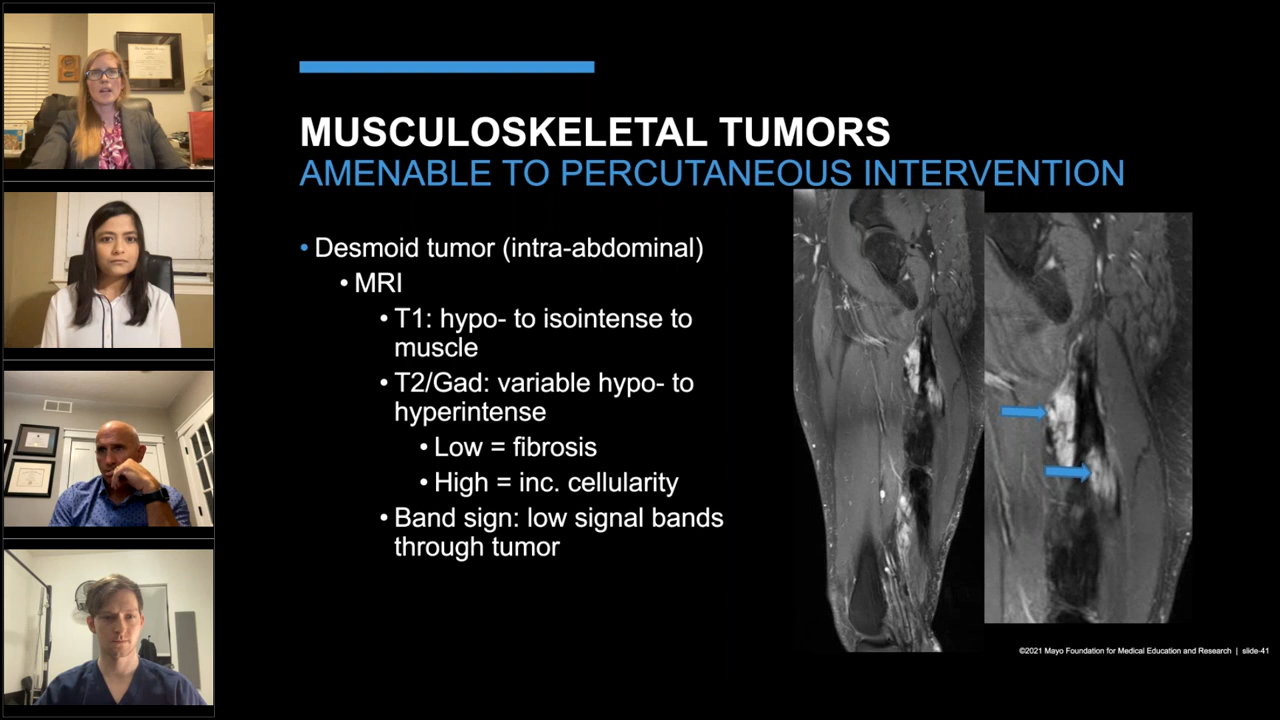 MUSCULOSKELETAL TUMORS
AMENABLE TO PERCUTANEOUS INTERVENTION
• Desmoid tumor (intra-abdominal)
• MRI
• T1: hypo- to isointense to
muscle
• T2/Gad: variable hypo- to
hyperintense
• Low = fibrosis
• High = inc. cellularity
• Band sign: low signal bands
through tumor
©2021 Mayo Foundation for Medical Education and Research | slide-41